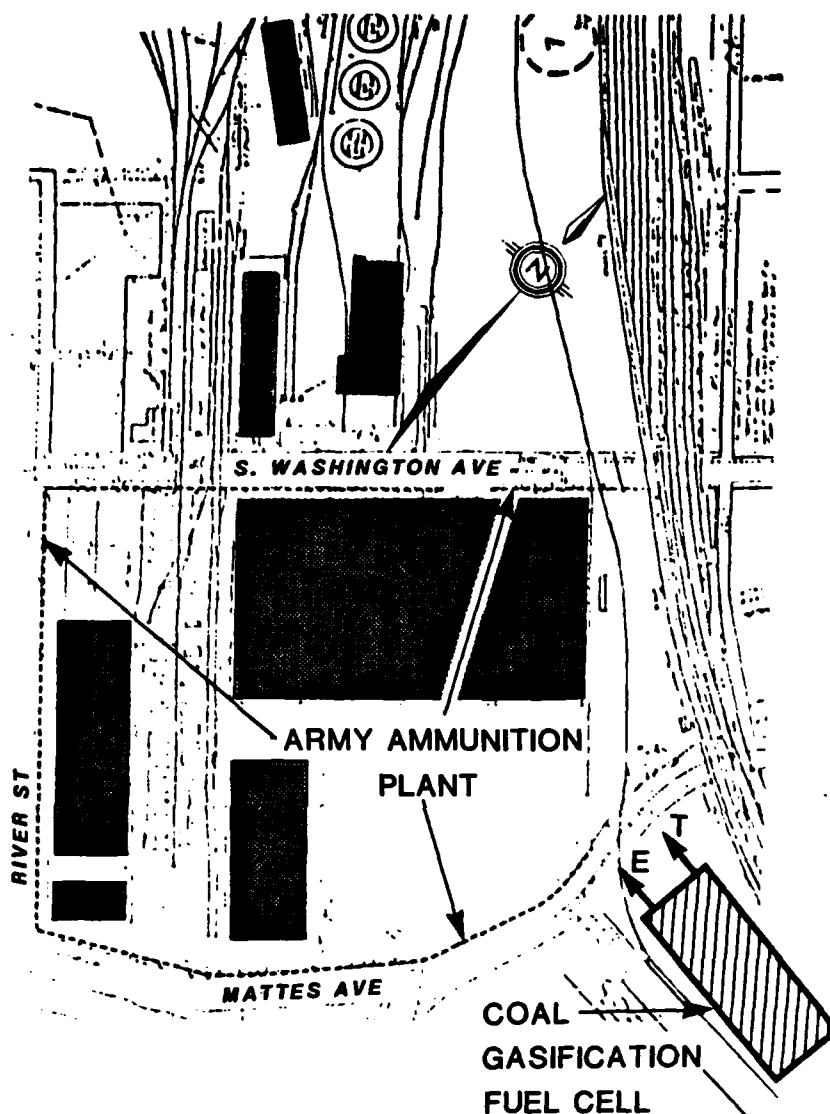 N
S. WASHINGTON AVE
ARMY AMMUNITION
PLANT
RIVER ST
T
E
MATTES AVE
COAL
GASIFICATION
FUEL CELL